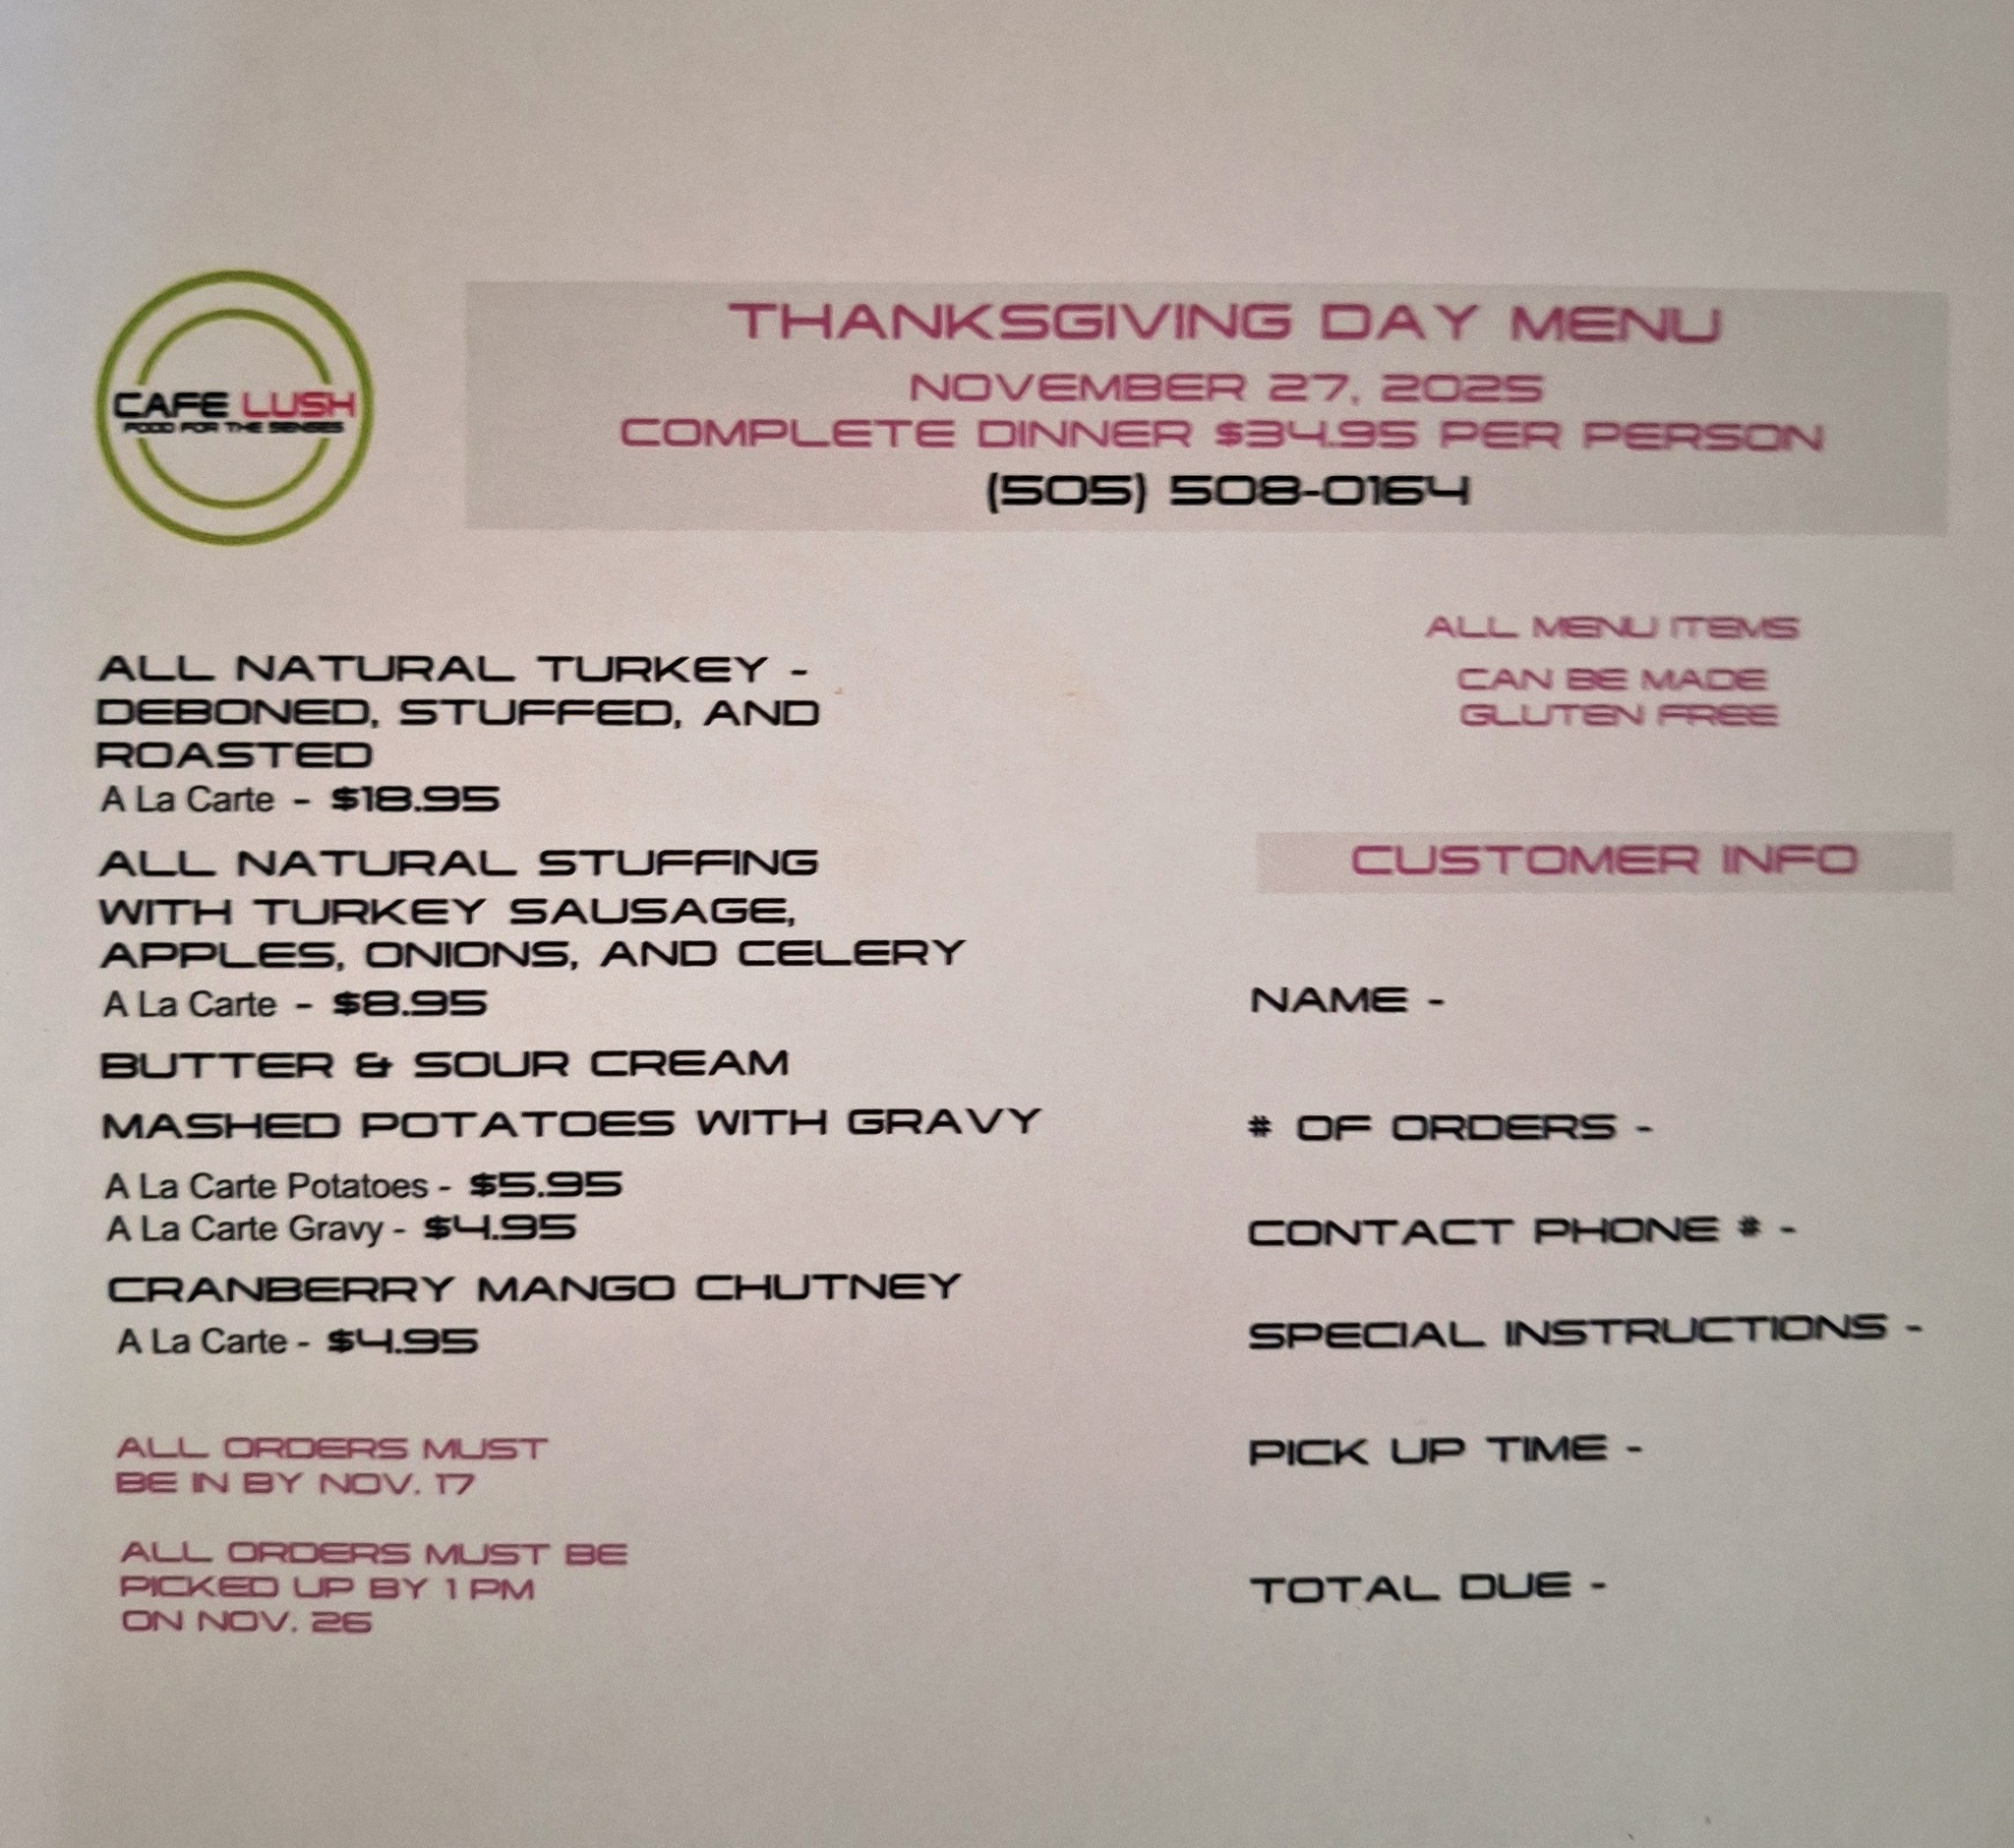 CAFE LUSH
FOOD FOR THE SENSES
THANKSGIVING DAY MENU
NOVEMBER 27, 2025
COMPLETE DINNER $34.95 PER PERSON
(505) 508-0164
ALL NATURAL TURKEY -
DEBONED, STUFFED, AND
ROASTED
A La Carte - $18.95
ALL NATURAL STUFFING
WITH TURKEY SAUSAGE,
APPLES, ONIONS, AND CELERY
A La Carte - $8.95
BUTTER & SOUR CREAM
MASHED POTATOES WITH GRAVY
A La Carte Potatoes - $5.95
A La Carte Gravy - $4.95
CRANBERRY MANGO CHUTNEY
A La Carte - $4.95
ALL ORDERS MUST
BE IN BY NOV. 17
ALL ORDERS MUST BE
PICKED UP BY 1 PM
ON NOV. 26
ALL MENU ITEMS
CAN BE MADE
GLUTEN FREE
CUSTOMER INFO
NAME -
# OF ORDERS -
CONTACT PHONE # -
SPECIAL INSTRUCTIONS -
PICK UP TIME -
TOTAL DUE -